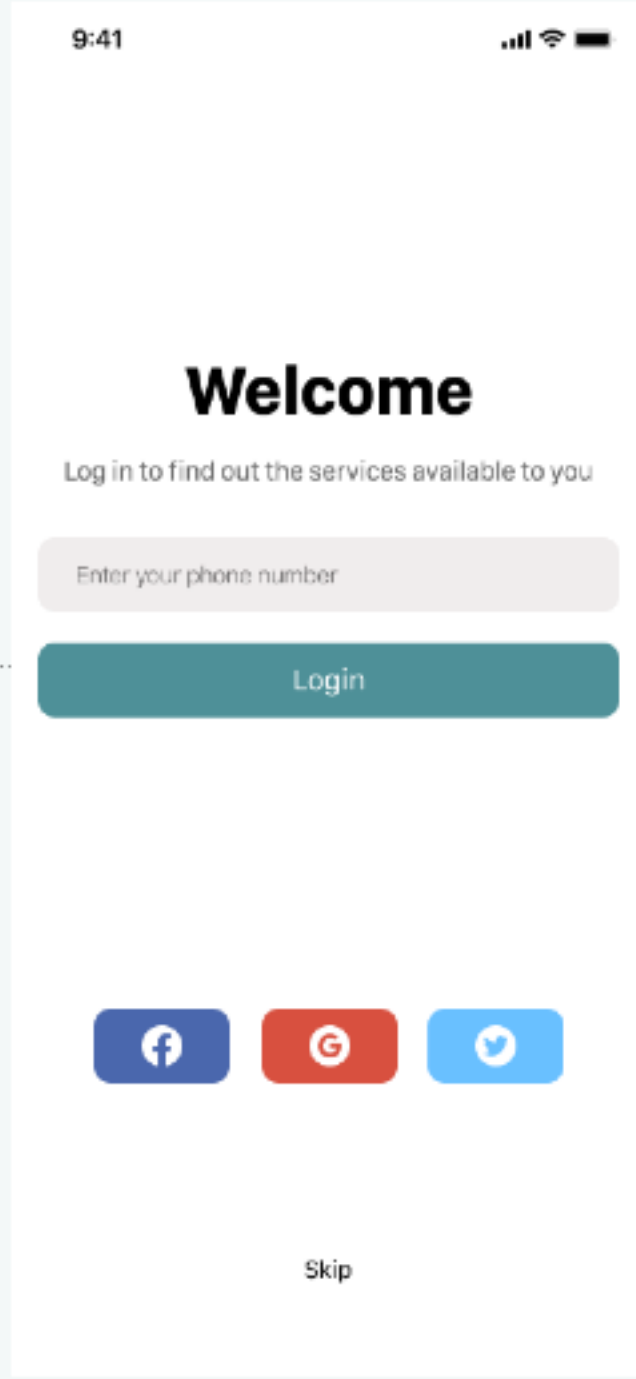 9:41
Welcome
Log in to find out the services available to you
Enter your phone number
Login
Skip